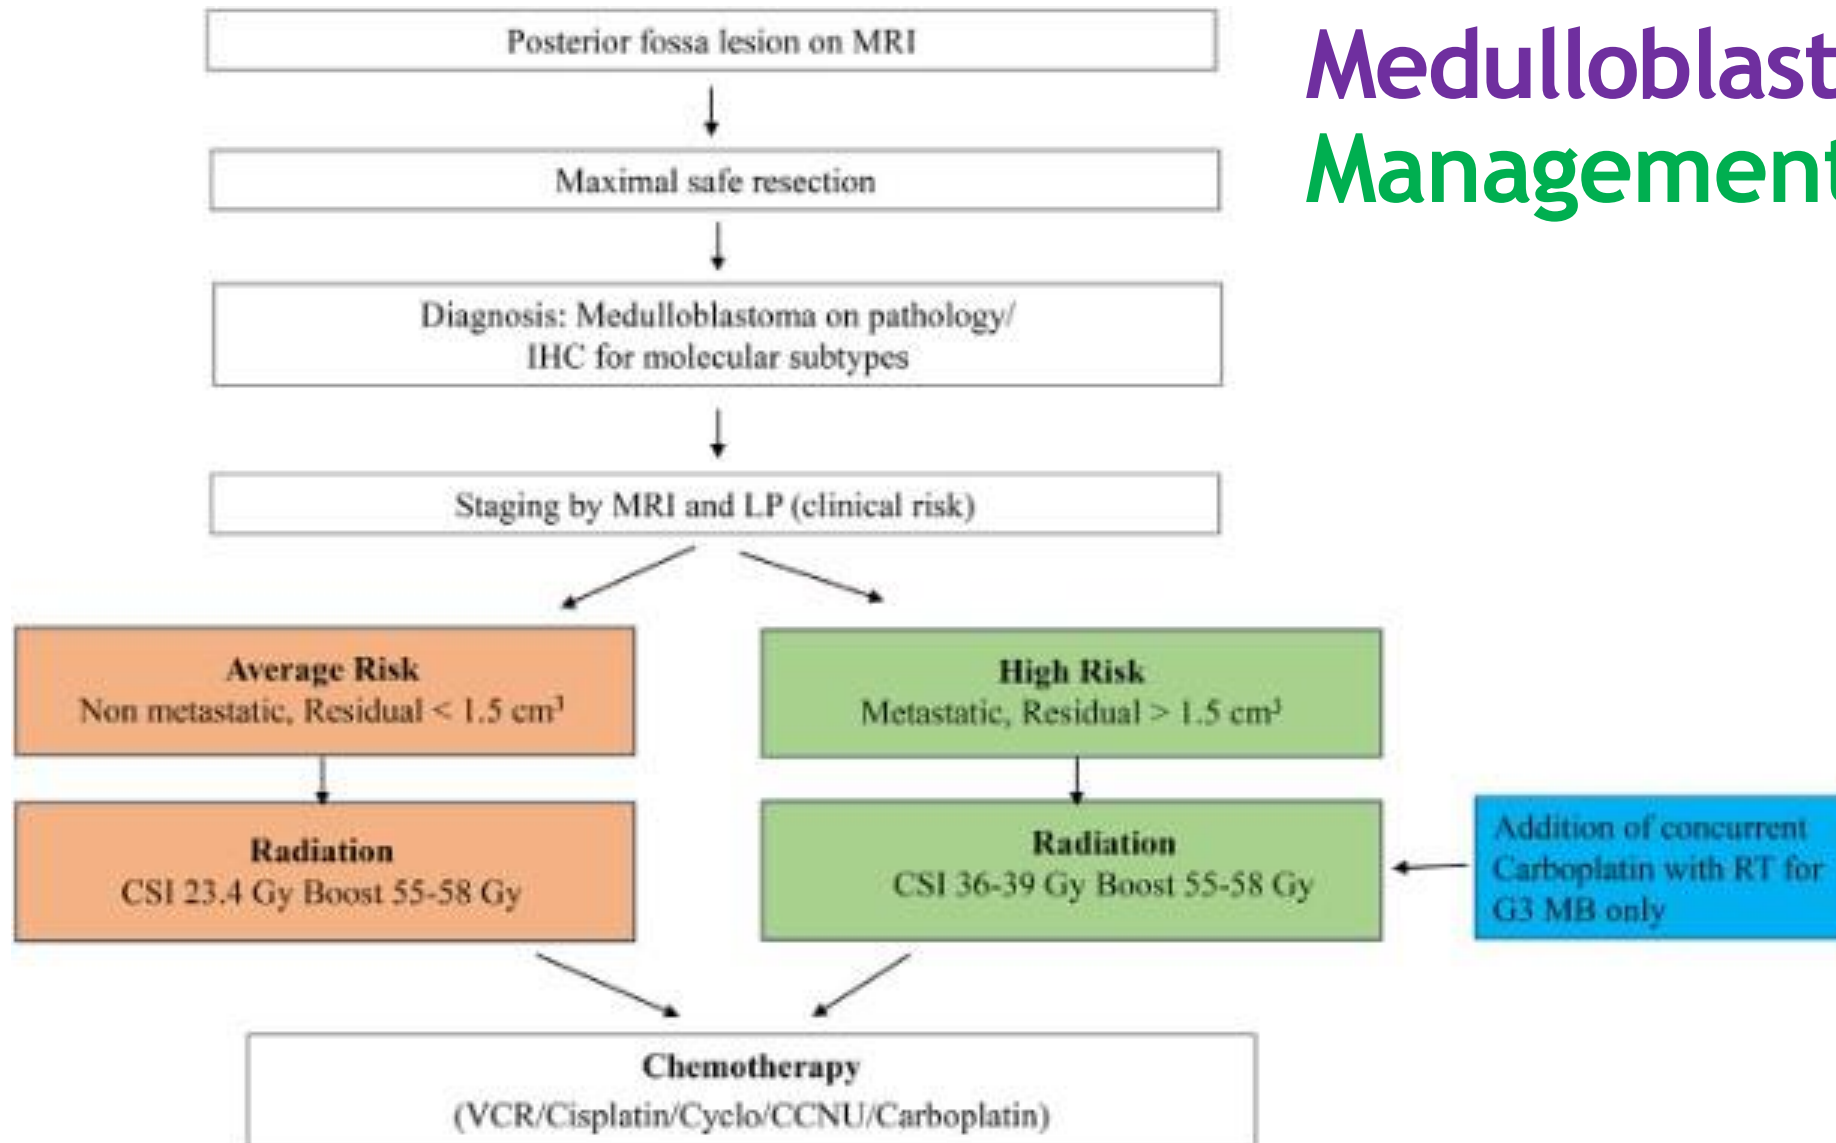 Posterior fossa lesion on MRI
Medulloblast
Management
Maximal safe resection
Diagnosis: Medulloblastoma on pathology/
IHC for molecular subtypes
Staging by MRI and LP (clinical risk)
Average Risk
Non metastatic, Residual < 1.5 cm³
High Risk
Metastatic, Residual > 1.5 cm³
Radiation
CSI 23.4 Gy Boost 55-58 Gy
Radiation
CSI 36-39 Gy Boost 55-58 Gy
Addition of concurrent
Carboplatin with RT for
G3 MB only
Chemotherapy
(VCR/Cisplatin/Cyclo/CCNU/Carboplatin)